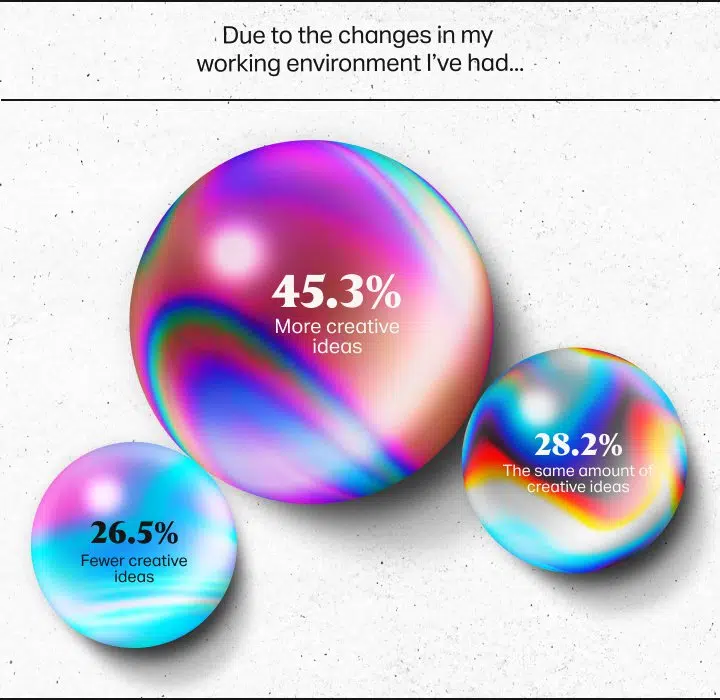 Due to the changes in my
working environment I've had...
45.3%
More creative
ideas
28.2%
The same amount of
creative ideas
26.5%
Fewer creative
ideas